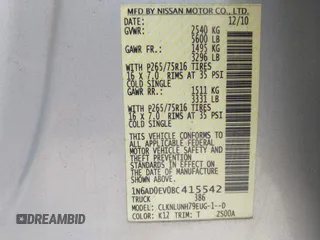 MFD BY NISSAN MOTOR CO., LTD.
12/10
GVWR: 2540 KG
5600 LB
GAWR FR: 1495 KG
3296 LB
WITH P265/75R16 TIRES
16 x 7.0 RIMS AT 35 PSI
COLD SINGLE
GAWR RR: 1511 KG
3331 LB
WITH P265/75R16 TIRES
16 x 7.0 RIMS AT 35 PSI
COLD SINGLE
THIS VEHICLE CONFORMS TO ALL
APPLICABLE FEDERAL MOTOR
VEHICLE SAFETY AND THEFT PREVENTION
STANDARDS IN EFFECT ON THE
DATE OF MANUFACTURE SHOWN
ABOVE.
1N6AD0EV0BC415542
TRUCK 386
MODEL: CLKNLUNH79EUG-1--D
COLOR: K12 TRIM: T 2500A
DREAMBID